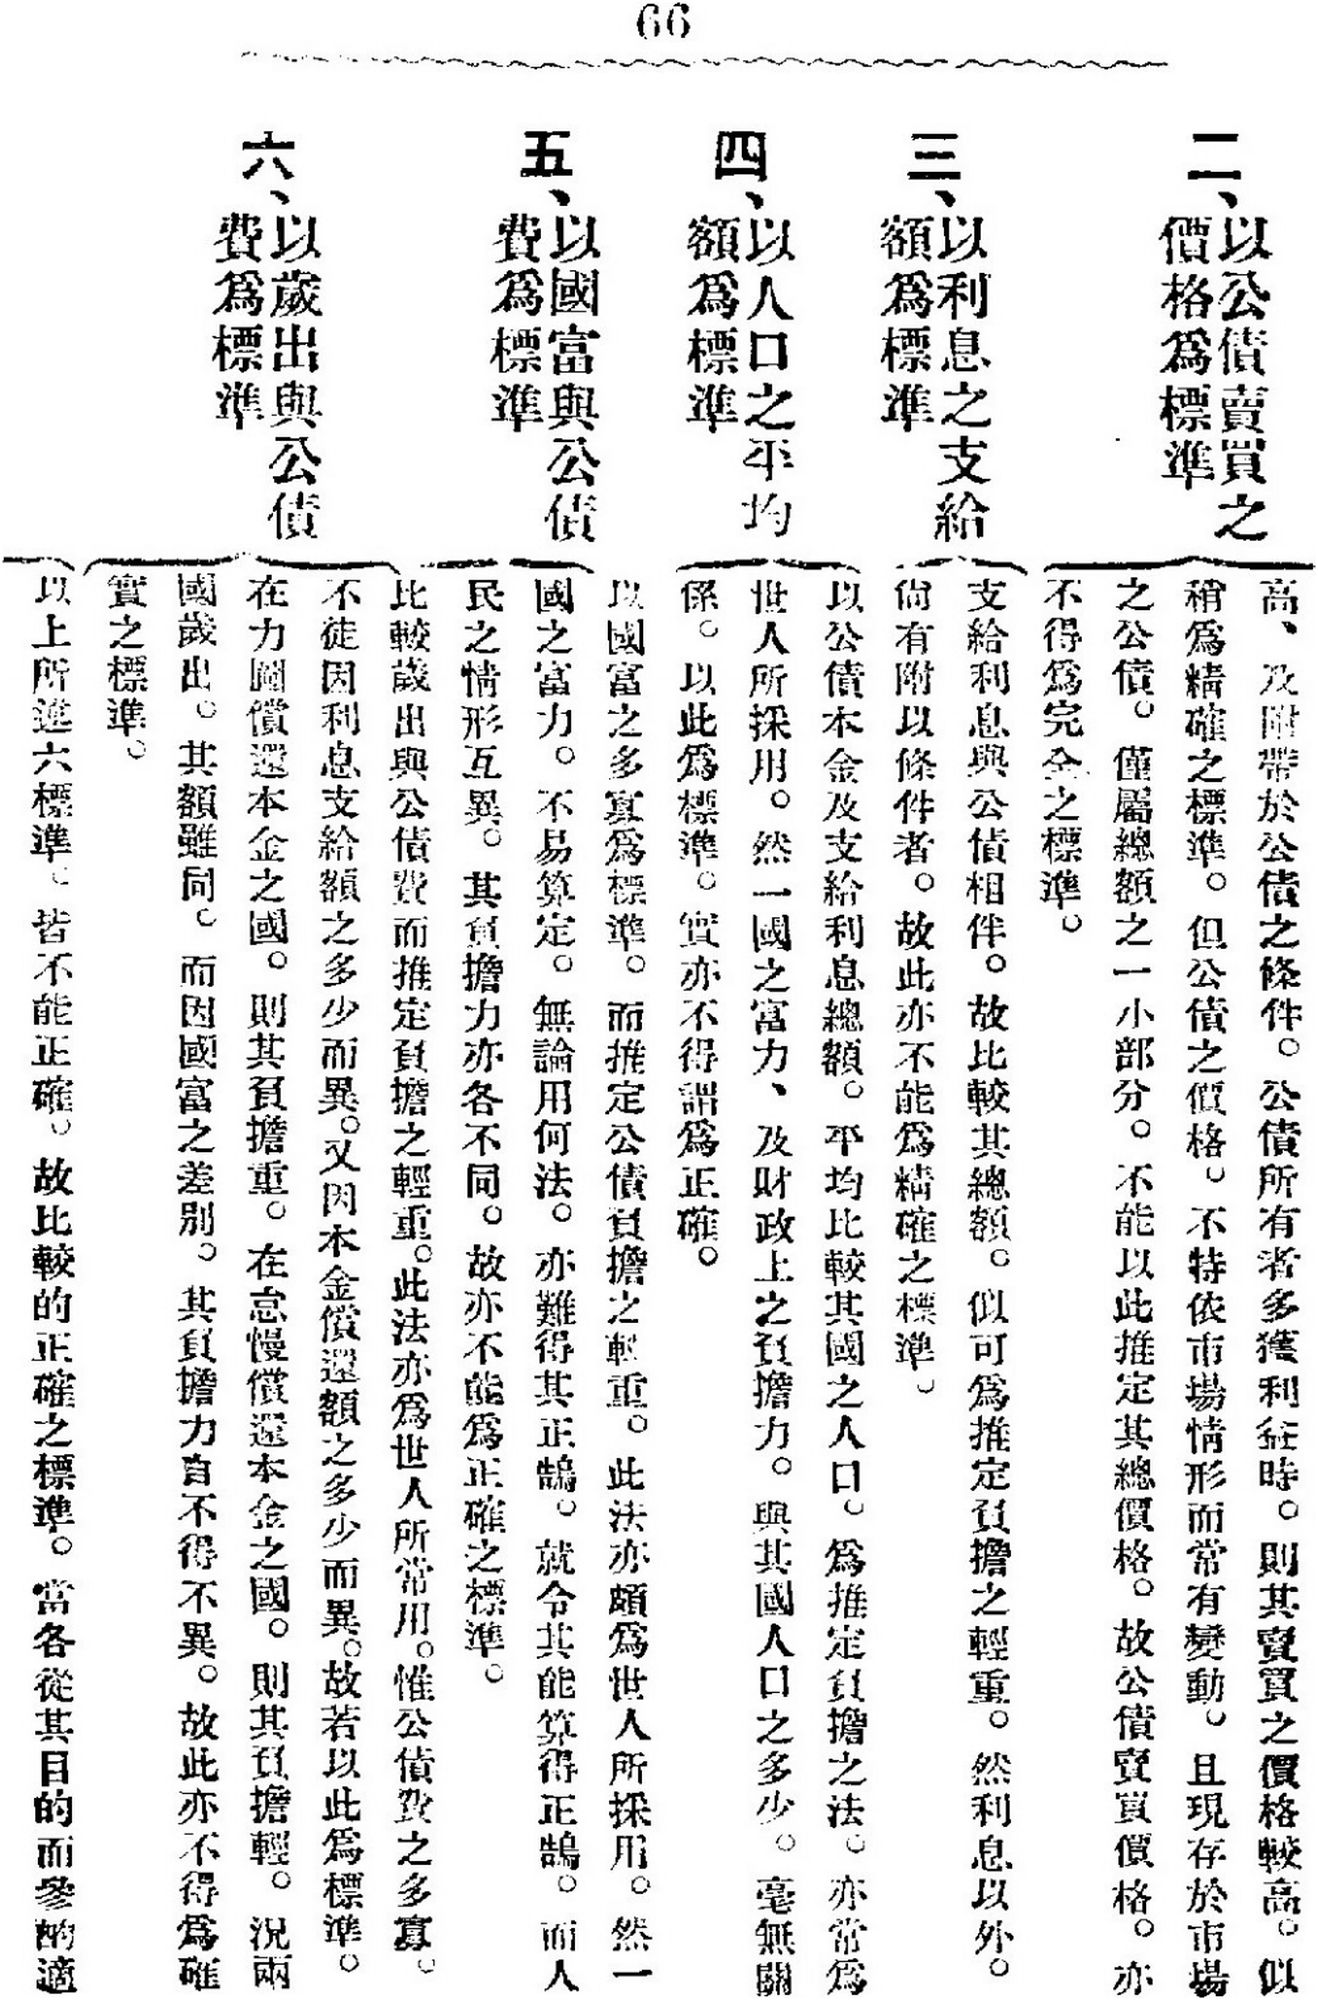 66
二、以公債賣買之
價格爲標準
高、及附帶於公債之條件。公債所有者多獲利益時。則其賣買之價格較高。似
稍爲精確之標準。但公債之價格。不特依市場情形而常有變動。且現存於市場
之公債。僅屬總額之一小部分。不能以此推定其總價格。故公債賣買價格。亦
不得爲完全之標準。
三、以利息之支給
額爲標準
支給利息與公債相伴。故比較其總額。似可爲推定負擔之輕重。然利息以外。
尙有附以條件者。故此亦不能爲精確之標準。
四、以人口之平均
額爲標準
以公債本金及支給利息總額。平均比較其國之人口。爲推定負擔之法。亦常爲
世人所採用。然一國之富力、及財政上之負擔力。與其國人口之多少。毫無關
係。以此爲標準。實亦不得謂爲正確。
五、以國富與公債
費爲標準
以國富之多寡爲標準。而推定公債負擔之輕重。此法亦頗爲世人所採用。然一
國之富力。不易算定。無論用何法。亦難得其正鵠。就令其能算得正鵠。而人
民之情形互異。其負擔力亦各不同。故亦不能爲正確之標準。
六、以歲出與公債
費爲標準
比較歲出與公債費而推定負擔之輕重。此法亦爲世人所常用。惟公債費之多寡。
不徒因利息支給額之多少而異。又因本金償還額之多少而異。故若以此爲標準。
在力圖償還本金之國。則其負擔重。在怠慢償還本金之國。則其負擔輕。況兩
國歲出。其額雖同。而因國富之差別。其負擔力自不得不異。故此亦不得爲確
實之標準。
以上所進六標準。皆不能正確。故比較的正確之標準。當各從其目的而參酌適